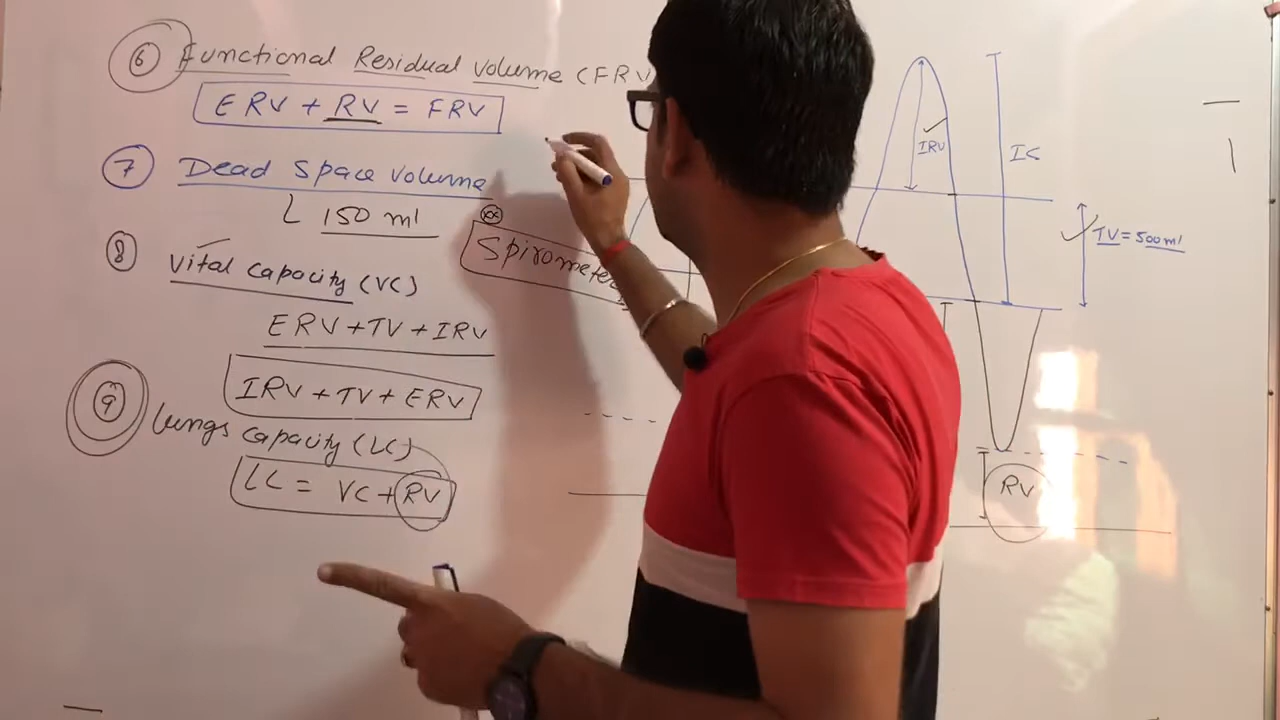 6 Functional Residual Volume (FRV
ERV + RV = FRV
7 Dead Space volume
150 ml
8 vital capacity (VC)
ERV + TV + IRV
IRV + TV + ERV
9 lungs capacity (LC)
LC = VC + RV
Spirometer
IRV
IC
TV = 500 ml
RV